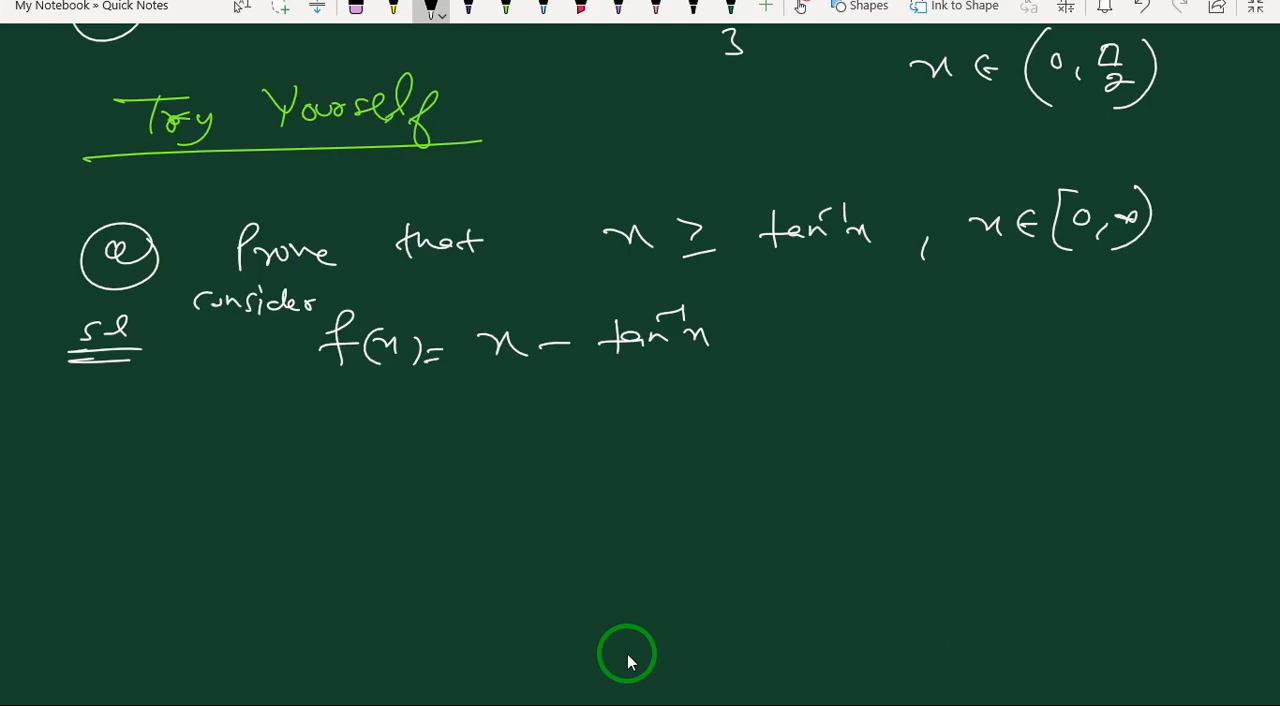 My Notebook » Quick Notes
Shapes
Ink to Shape
3
x ∈ (0, π/2)
Try Yourself
Q Prove that x ≥ tan⁻¹x , x ∈ [0, ∞)
Sol consider f(x) = x - tan⁻¹x